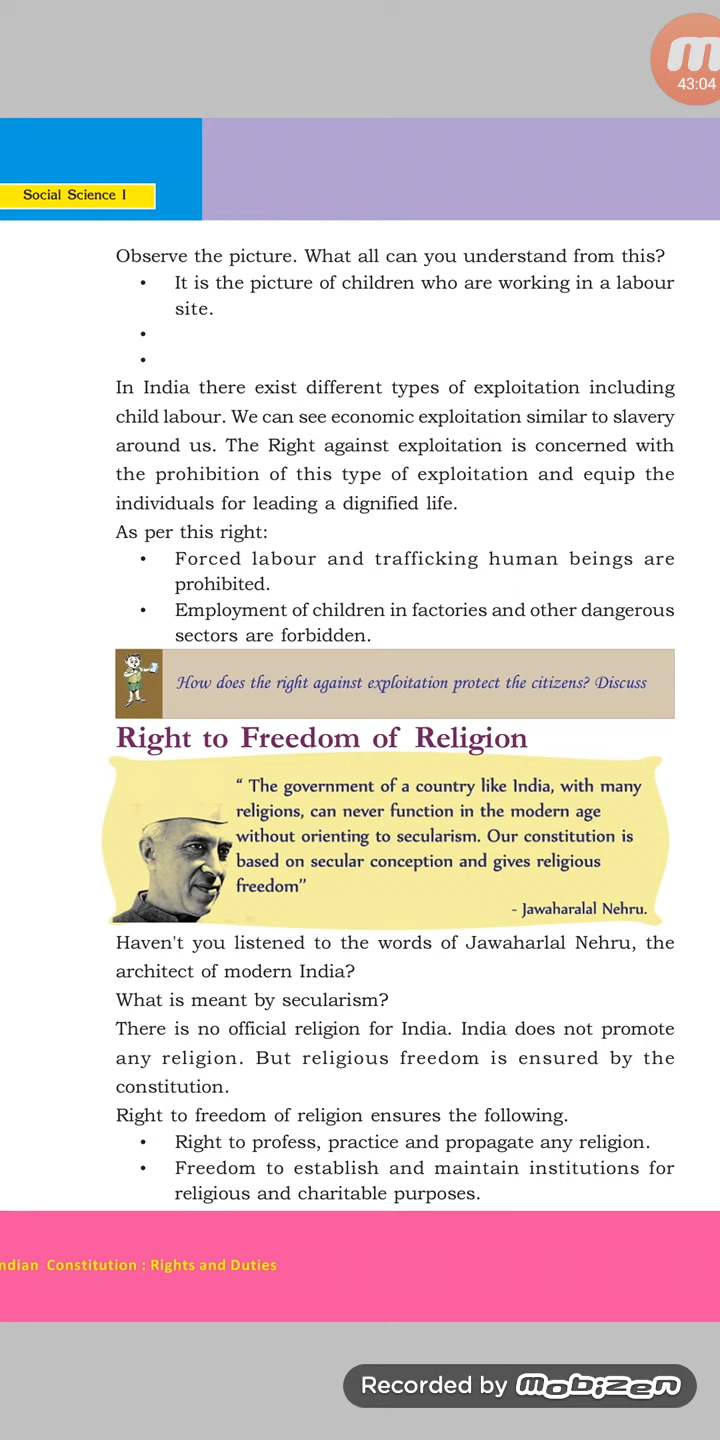 43:04
Social Science I
Observe the picture. What all can you understand from this?
• It is the picture of children who are working in a labour
site.
•
•
In India there exist different types of exploitation including
child labour. We can see economic exploitation similar to slavery
around us. The Right against exploitation is concerned with
the prohibition of this type of exploitation and equip the
individuals for leading a dignified life.
As per this right:
• Forced labour and trafficking human beings are
prohibited.
• Employment of children in factories and other dangerous
sectors are forbidden.
How does the right against exploitation protect the citizens? Discuss
Right to Freedom of Religion
“ The government of a country like India, with many
religions, can never function in the modern age
without orienting to secularism. Our constitution is
based on secular conception and gives religious
freedom”
- Jawaharalal Nehru.
Haven't you listened to the words of Jawaharlal Nehru, the
architect of modern India?
What is meant by secularism?
There is no official religion for India. India does not promote
any religion. But religious freedom is ensured by the
constitution.
Right to freedom of religion ensures the following.
• Right to profess, practice and propagate any religion.
• Freedom to establish and maintain institutions for
religious and charitable purposes.
ndian Constitution : Rights and Duties
Recorded by mobizen